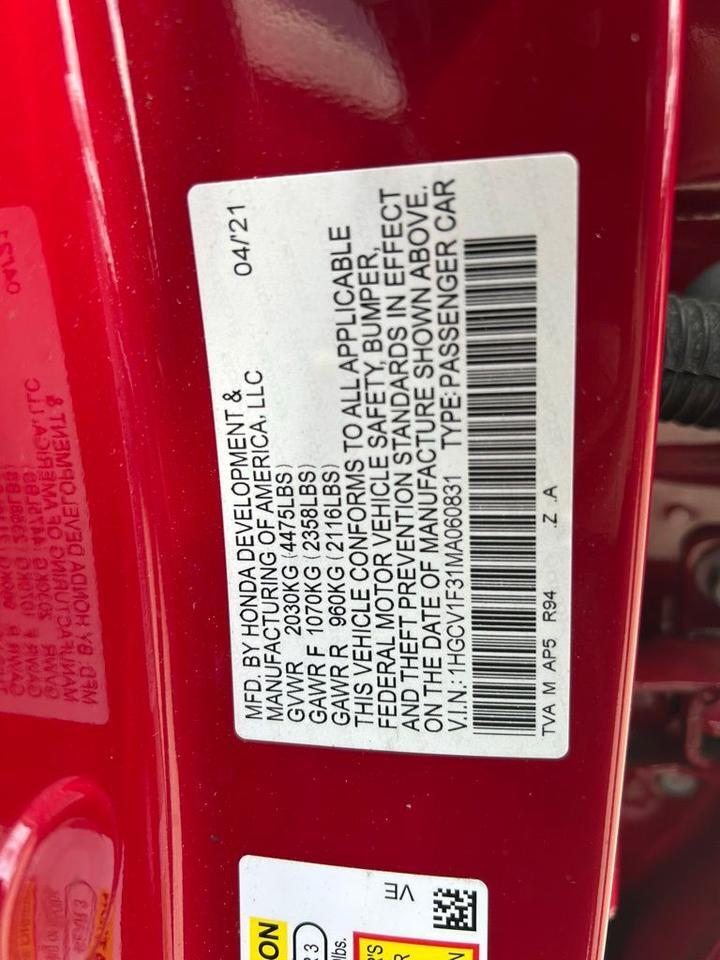 MFD. BY HONDA DEVELOPMENT & 04/'21
MANUFACTURING OF AMERICA, LLC
GVWR 2030KG (4475LBS)
GAWR F 1070KG (2358LBS)
GAWR R 960KG (2116LBS)
THIS VEHICLE CONFORMS TO ALL APPLICABLE
FEDERAL MOTOR VEHICLE SAFETY, BUMPER,
AND THEFT PREVENTION STANDARDS IN EFFECT
ON THE DATE OF MANUFACTURE SHOWN ABOVE.
V.I.N.: 1HGCV1F31MA060831 TYPE:PASSENGER CAR
TVA M AP5 R94 .Z .A
VE